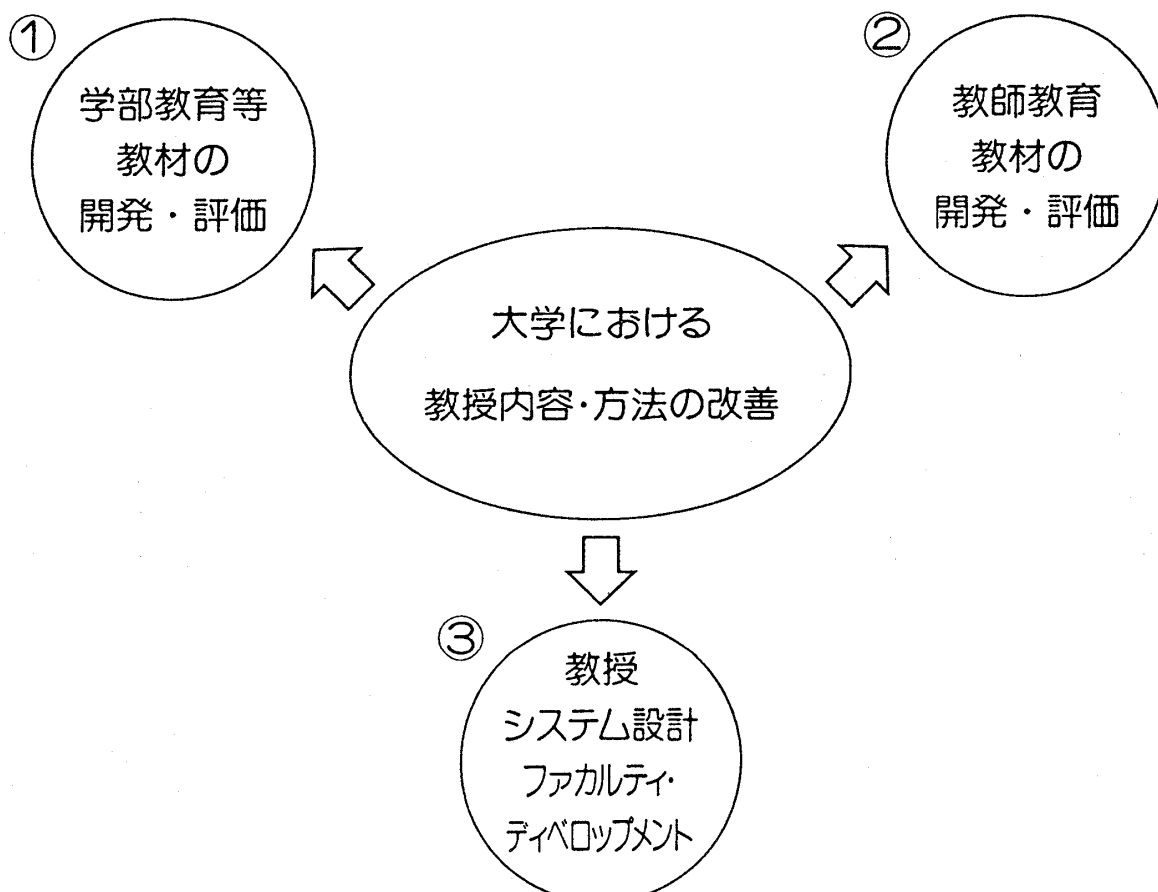 ①
学部教育等
教材の
開発・評価
②
教師教育
教材の
開発・評価
大学における
教授内容・方法の改善
③
教授
システム設計
ファカルティ・
ディベロップメント